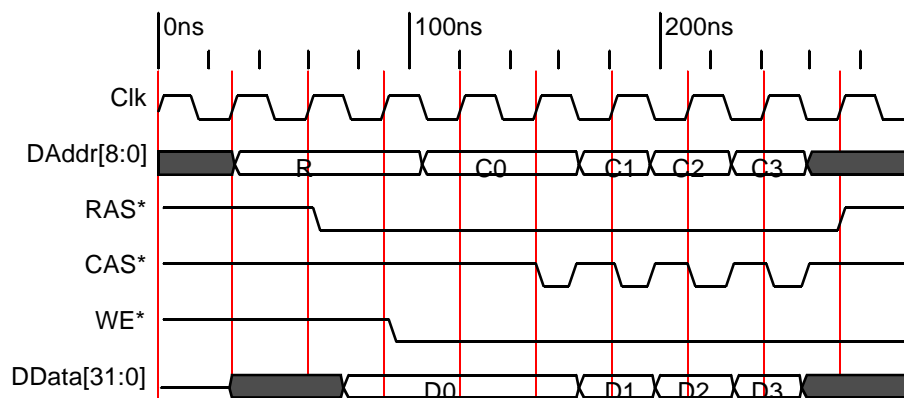 0ns 100ns 200ns
Clk
DAddr[8:0] R C0 C1 C2 C3
RAS*
CAS*
WE*
DData[31:0] D0 D1 D2 D3